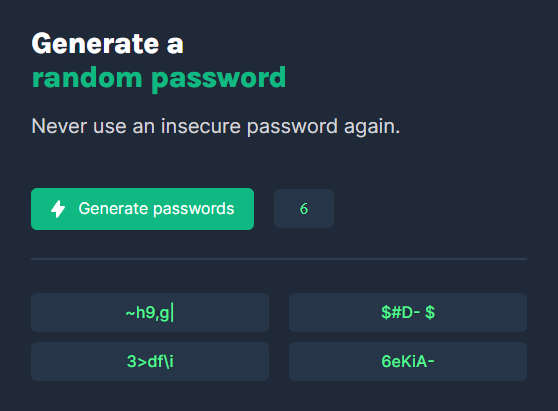 Generate a
random password
Never use an insecure password again.
Generate passwords
6
~h9,g|
$#D- $
3>df\i
6eKiA-